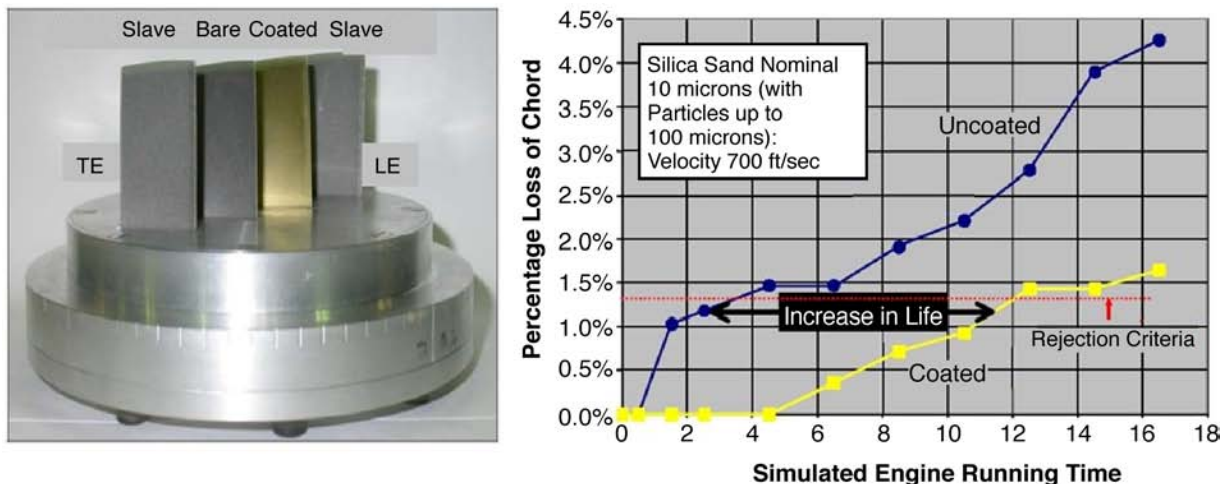 Slave Bare Coated Slave
TE
LE
Percentage Loss of Chord
4.5%
4.0%
3.5%
3.0%
2.5%
2.0%
1.5%
1.0%
0.5%
0.0%
Silica Sand Nominal
10 microns (with
Particles up to
100 microns):
Velocity 700 ft/sec
Uncoated
Increase in Life
Rejection Criteria
Coated
0 2 4 6 8 10 12 14 16 18
Simulated Engine Running Time